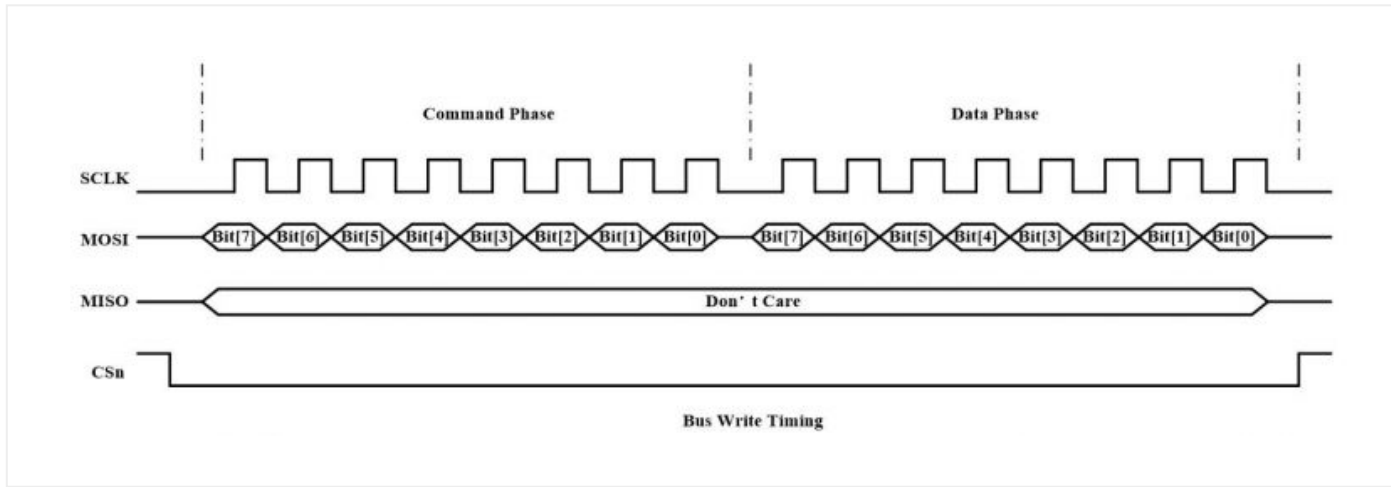 Command Phase Data Phase
SCLK
MOSI Bit[7] Bit[6] Bit[5] Bit[4] Bit[3] Bit[2] Bit[1] Bit[0] Bit[7] Bit[6] Bit[5] Bit[4] Bit[3] Bit[2] Bit[1] Bit[0]
MISO Don’t Care
CSn
Bus Write Timing